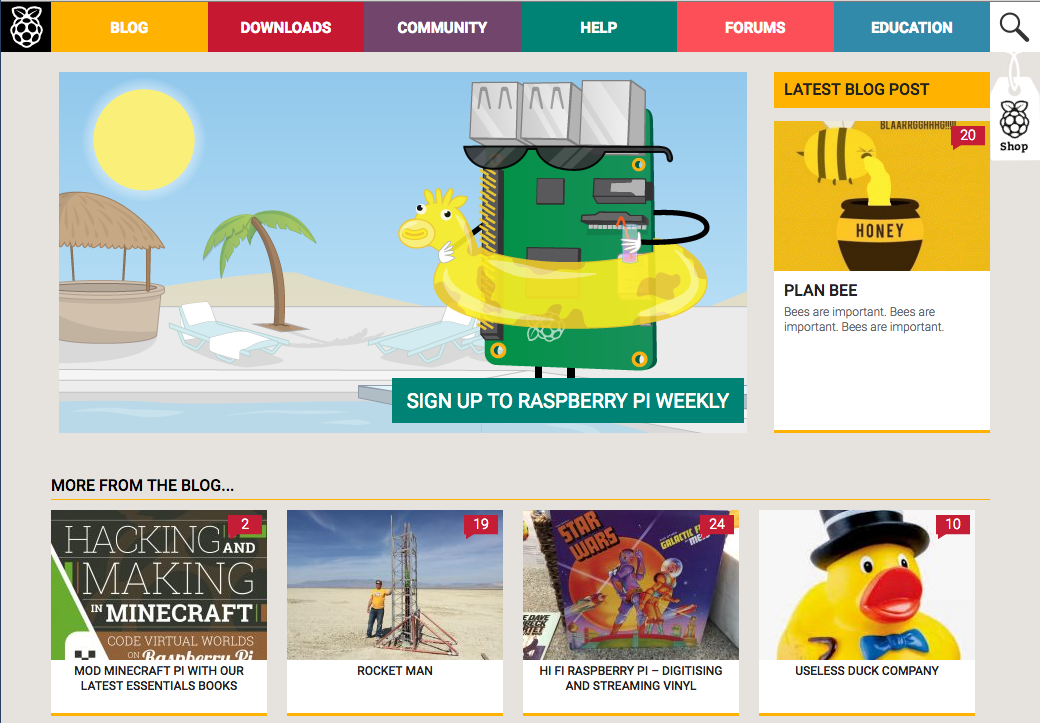 BLOG
DOWNLOADS
COMMUNITY
HELP
FORUMS
EDUCATION
Shop
LATEST BLOG POST
BLAARRGGHHHG!!!!
20
HONEY
PLAN BEE
Bees are important. Bees are
important. Bees are important.
SIGN UP TO RASPBERRY PI WEEKLY
MORE FROM THE BLOG...
2
HACKING
AND
MAKING
IN MINECRAFT
CODE VIRTUAL WORLDS
ON Raspberry Pi
MOD MINECRAFT PI WITH OUR
LATEST ESSENTIALS BOOKS
19
ROCKET MAN
24
STAR
WARS
GALACTIC
HI FI RASPBERRY PI – DIGITISING
AND STREAMING VINYL
10
USELESS DUCK COMPANY